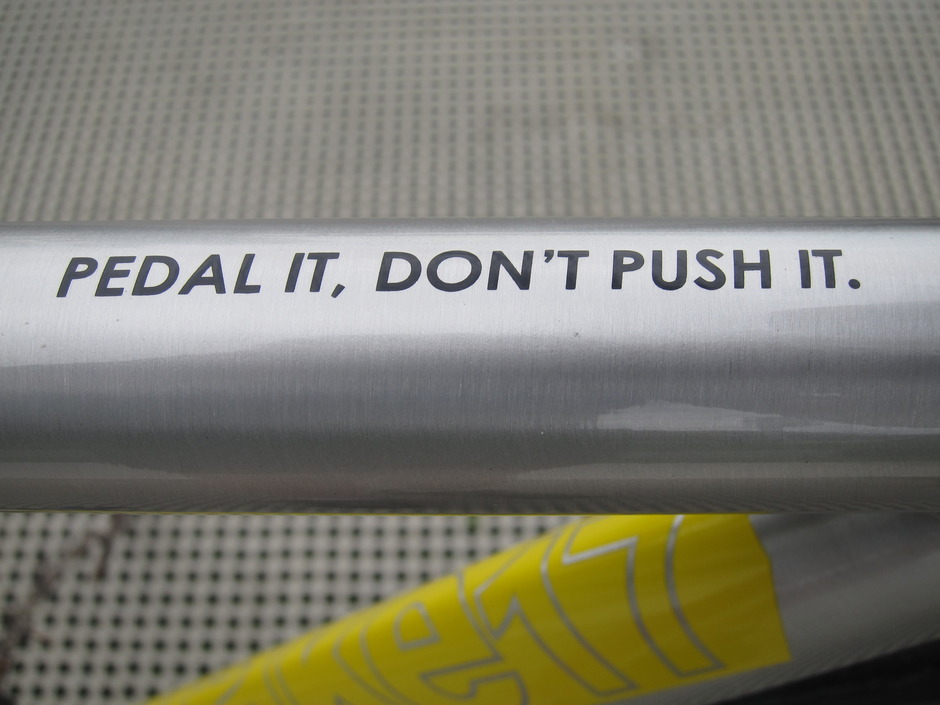 PEDAL IT, DON'T PUSH IT.